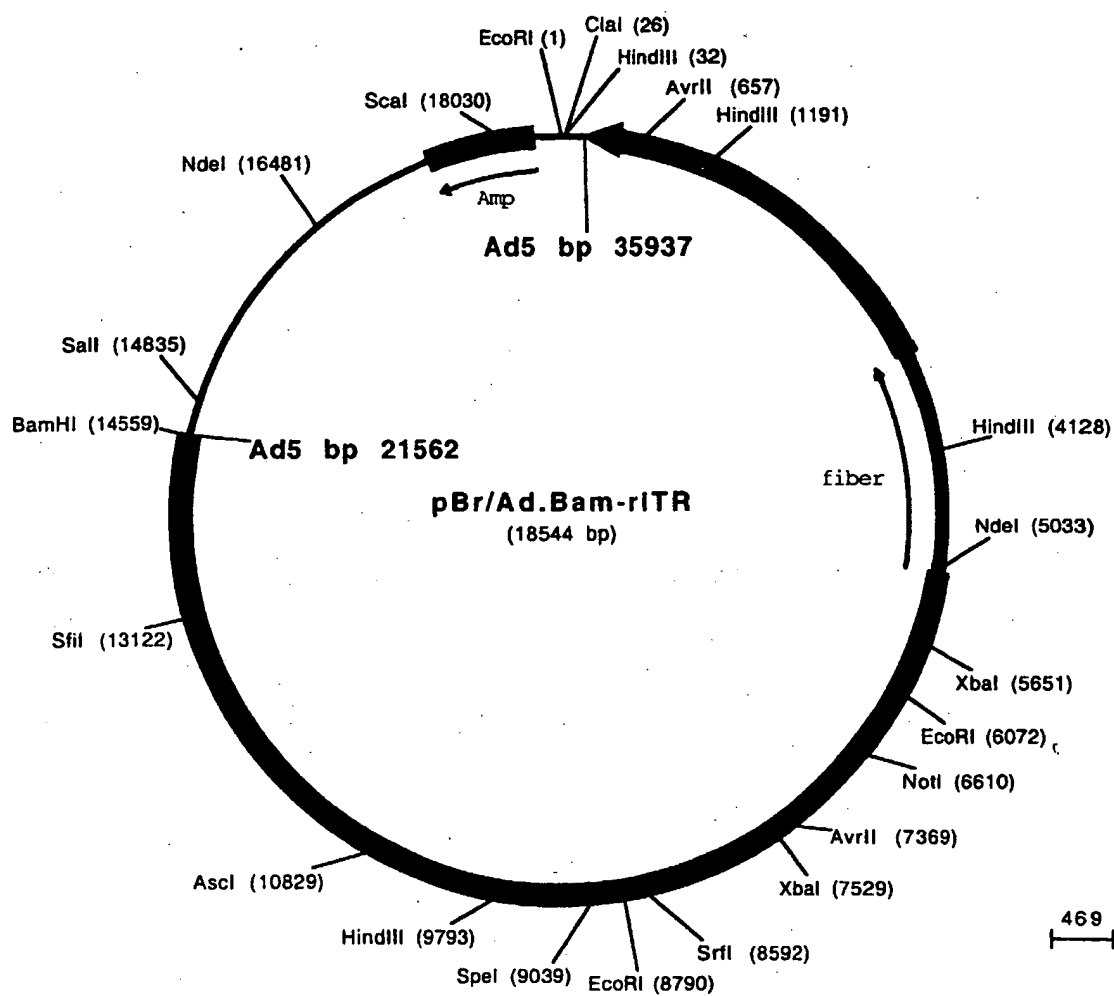 EcoRI (1)
ClaI (26)
HindIII (32)
AvrII (657)
HindIII (1191)
ScaI (18030)
NdeI (16481)
Amp
Ad5 bp 35937
SalI (14835)
BamHI (14559)
Ad5 bp 21562
HindIII (4128)
fiber
pBr/Ad.Bam-rITR
(18544 bp)
NdeI (5033)
SfiI (13122)
XbaI (5651)
EcoRI (6072)
NotI (6610)
AvrII (7369)
XbaI (7529)
AscI (10829)
HindIII (9793)
SpeI (9039)
EcoRI (8790)
SrfI (8592)
469